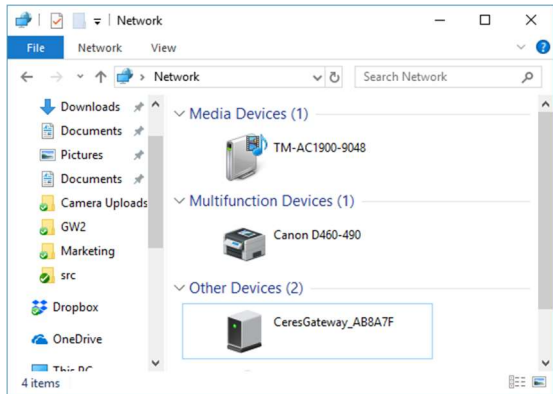 Network
File
Network
View
Network
Search Network
Downloads
Documents
Pictures
Documents
Camera Uploads
GW2
Marketing
src
Dropbox
OneDrive
This PC
Media Devices (1)
TM-AC1900-9048
Multifunction Devices (1)
Canon D460-490
Other Devices (2)
CeresGateway_AB8A7F
4 items